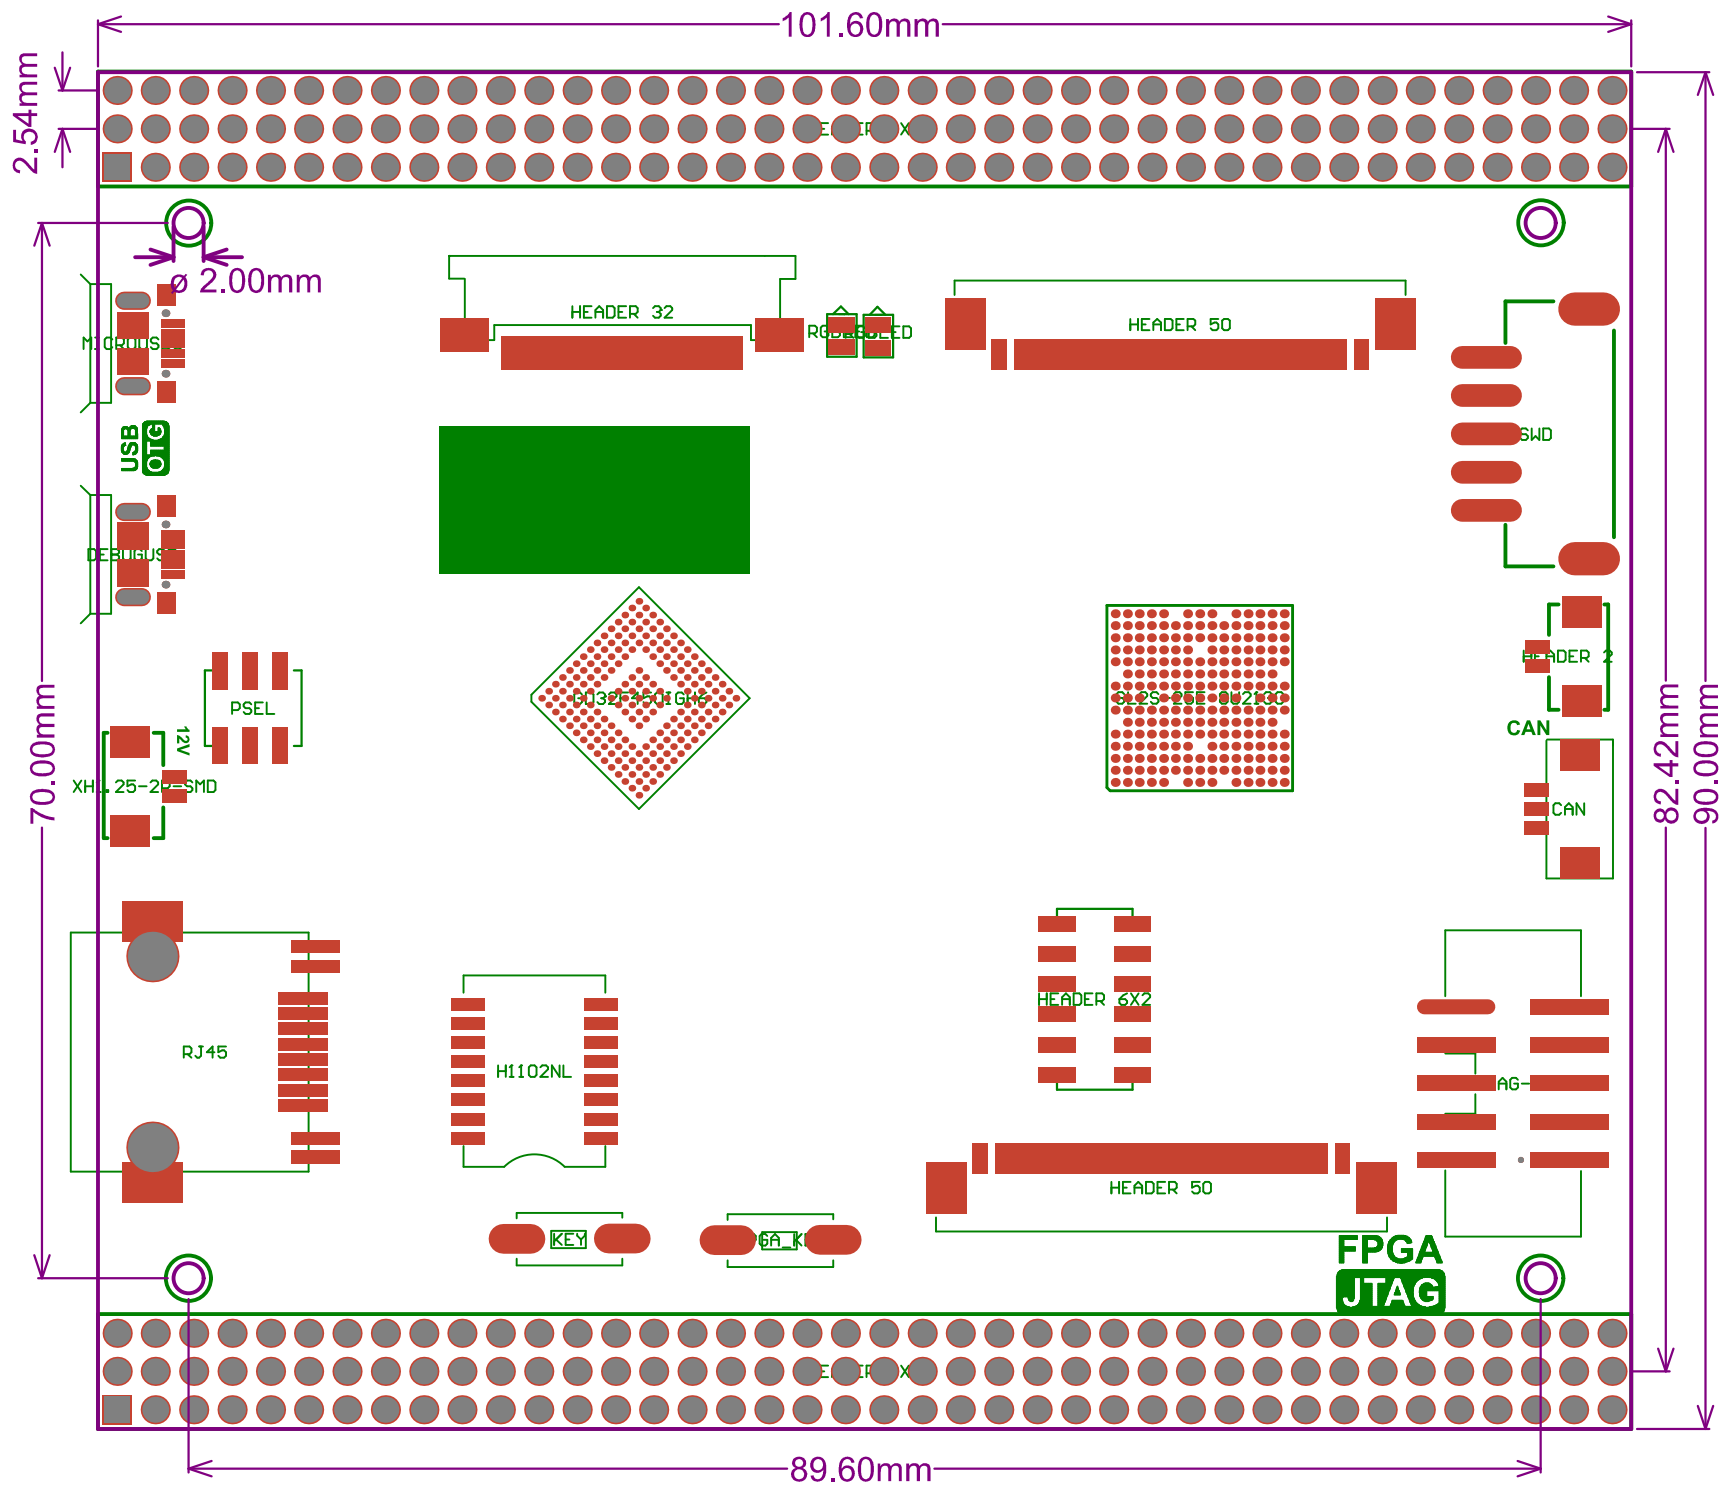 101.60mm
2.54mm
ø 2.00mm
HEADER 32
HEADER 50
SWD
USB
OTG
HEADER 2
PSEL
12V
CAN
CAN
70.00mm
82.42mm
90.00mm
HEADER 6X2
RJ45
H1102NL
HEADER 50
KEY
FPGA
JTAG
89.60mm